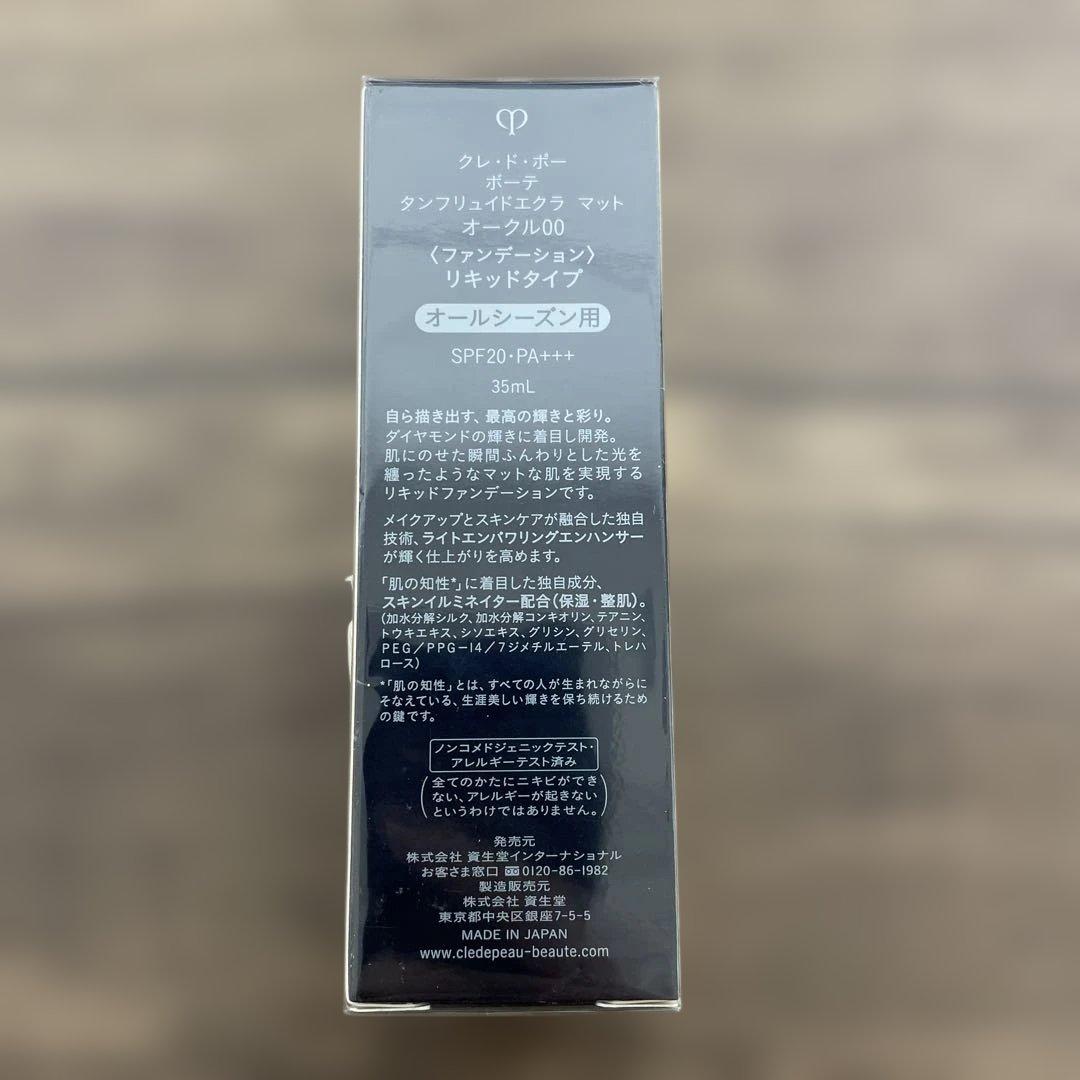 クレ・ド・ポー
ボーテ
タンフリュイドエクラ マット
オークル00
〈ファンデーション〉
リキッドタイプ
オールシーズン用
SPF20・PA+++
35mL
自ら描き出す、最高の輝きと彩り。
ダイヤモンドの輝きに着目し開発。
肌にのせた瞬間ふんわりとした光を
纏ったようなマットな肌を実現する
リキッドファンデーションです。
メイクアップとスキンケアが融合した独自
技術、ライトエンパワリングエンハンサー
が輝く仕上がりを高めます。
「肌の知性*」に着目した独自成分、
スキンイルミネイター配合(保湿・整肌)。
(加水分解シルク、加水分解コンキオリン、テアニン、
トウキエキス、シソエキス、グリシン、グリセリン、
PEG/PPG-14/7ジメチルエーテル、トレハ
ロース)
*「肌の知性」とは、すべての人が生まれながらに
そなえている、生涯美しい輝きを保ち続けるため
の鍵です。
ノンコメドジェニックテスト・
アレルギーテスト済み
(全てのかたにニキビができ
ない、アレルギーが起きない
というわけではありません。)
発売元
株式会社 資生堂インターナショナル
お客さま窓口 0120-86-1982
製造販売元
株式会社 資生堂
東京都中央区銀座7-5-5
MADE IN JAPAN
www.cledepeau-beaute.com